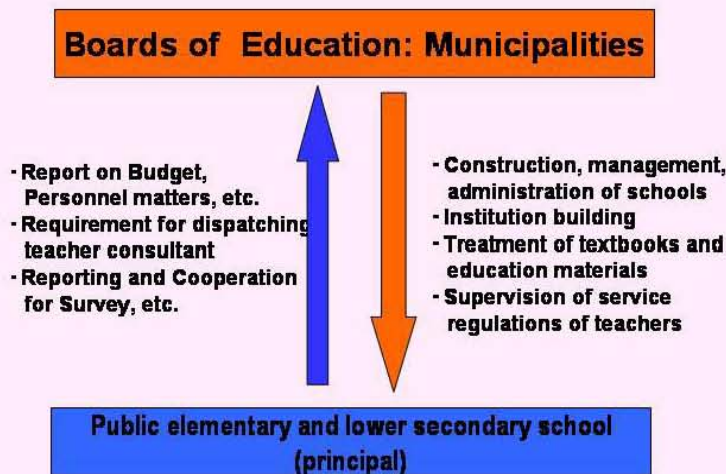 Boards of Education: Municipalities
- Report on Budget,
Personnel matters, etc.
- Requirement for dispatching
teacher consultant
- Reporting and Cooperation
for Survey, etc.
- Construction, management,
administration of schools
- Institution building
- Treatment of textbooks and
education materials
- Supervision of service
regulations of teachers
Public elementary and lower secondary school
(principal)